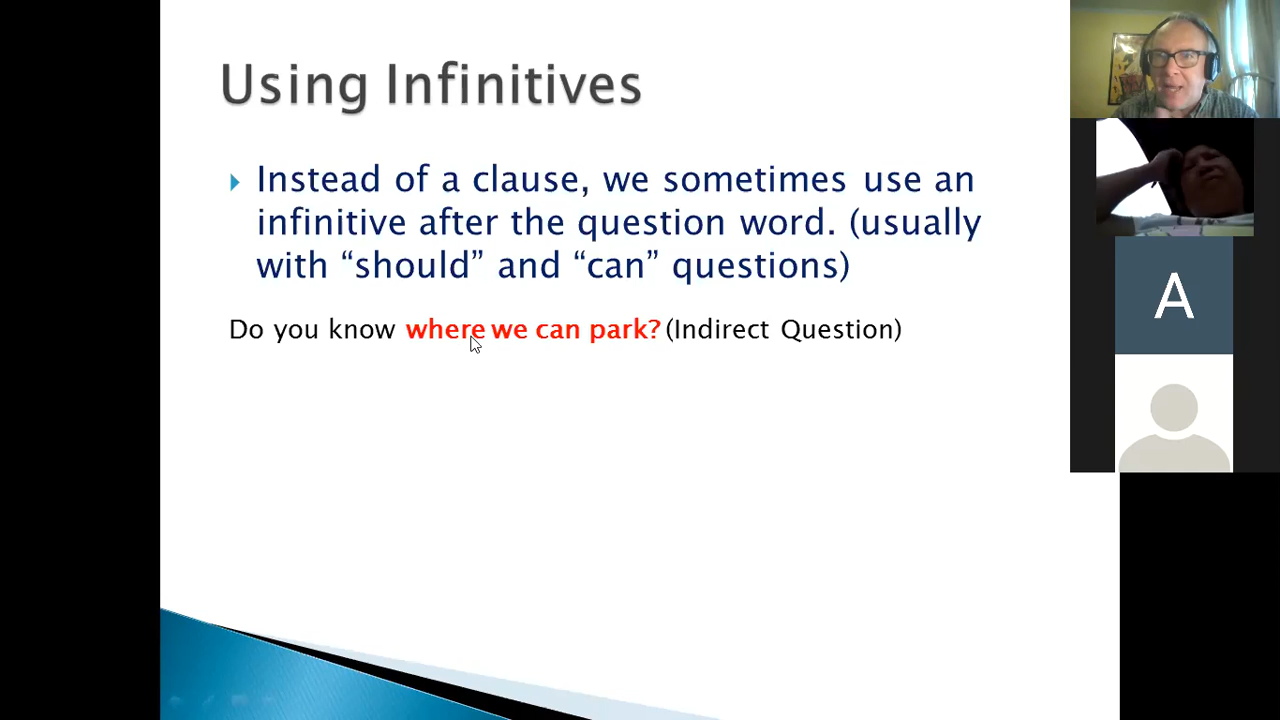 Using Infinitives
Instead of a clause, we sometimes use an
infinitive after the question word. (usually
with “should” and “can” questions)
Do you know where we can park? (Indirect Question)
A